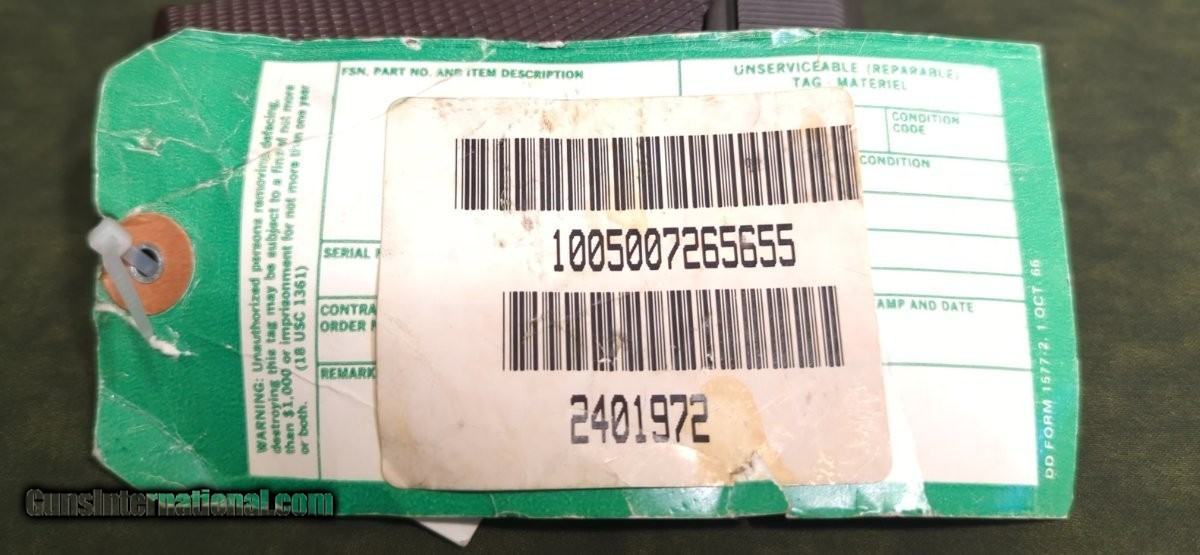 FSN, PART NO. AND ITEM DESCRIPTION
UNSERVICEABLE (REPARABLE)
TAG - MATERIEL
CONDITION
CODE
CONDITION
SERIAL
CONTRA
ORDER
REMARK
AMP AND DATE
1005007265655
2401972
WARNING: Unauthorized persons removing, defacing,
destroying this tag may be subject to a fine of not more
than $1,000 or imprisonment for not more than one year
or both. (18 USC 1361)
DD FORM 1577-2, 1 OCT. 66
GunsInternational.com